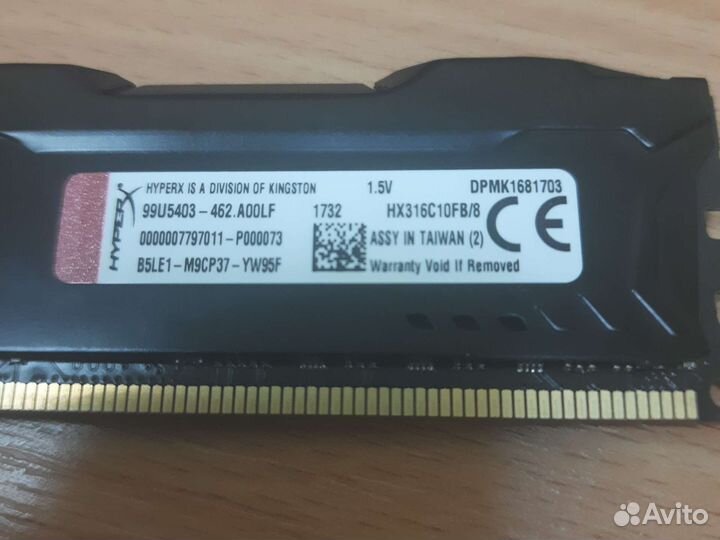 HYPERX
HYPERX IS A DIVISION OF KINGSTON 1.5V DPMK1681703
99U5403-462.A00LF 1732 HX316C10FB/8
0000007797011-P000073 ASSY IN TAIWAN (2)
B5LE1-M9CP37-YW95F Warranty Void If Removed
CE
Avito